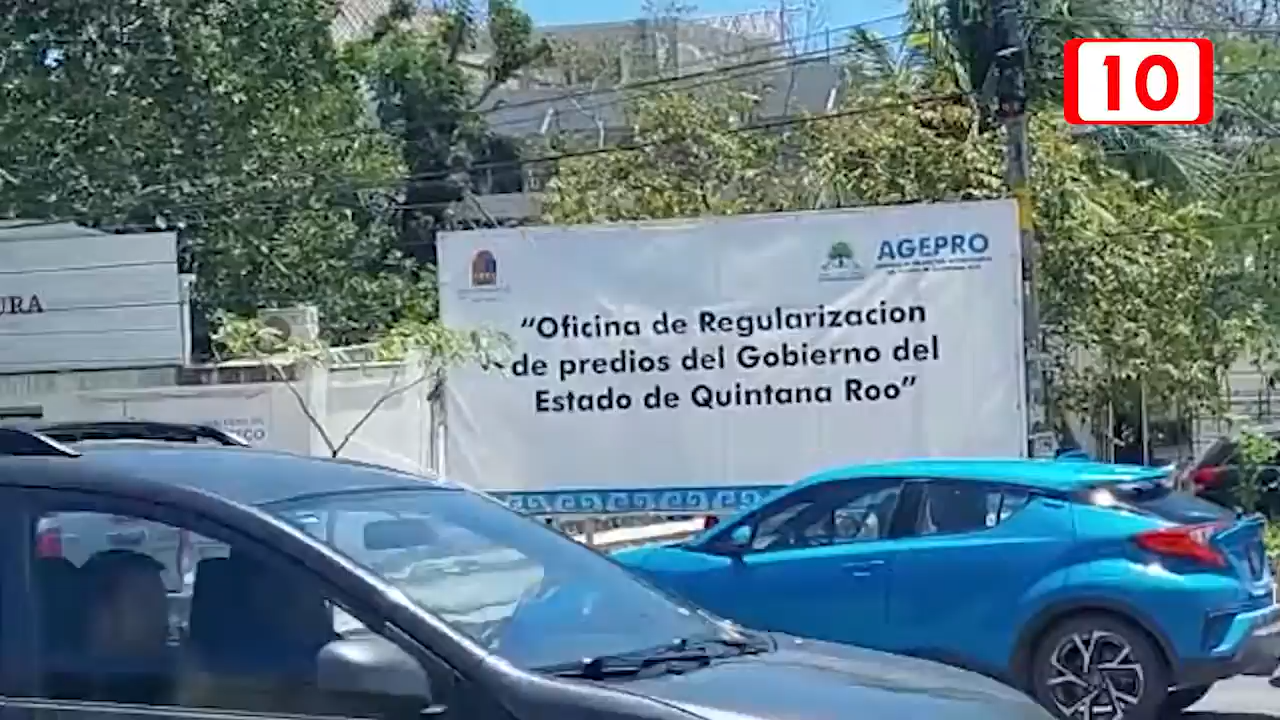 10
URA
AGEPRO
“Oficina de Regularizacion
de predios del Gobierno del
Estado de Quintana Roo”